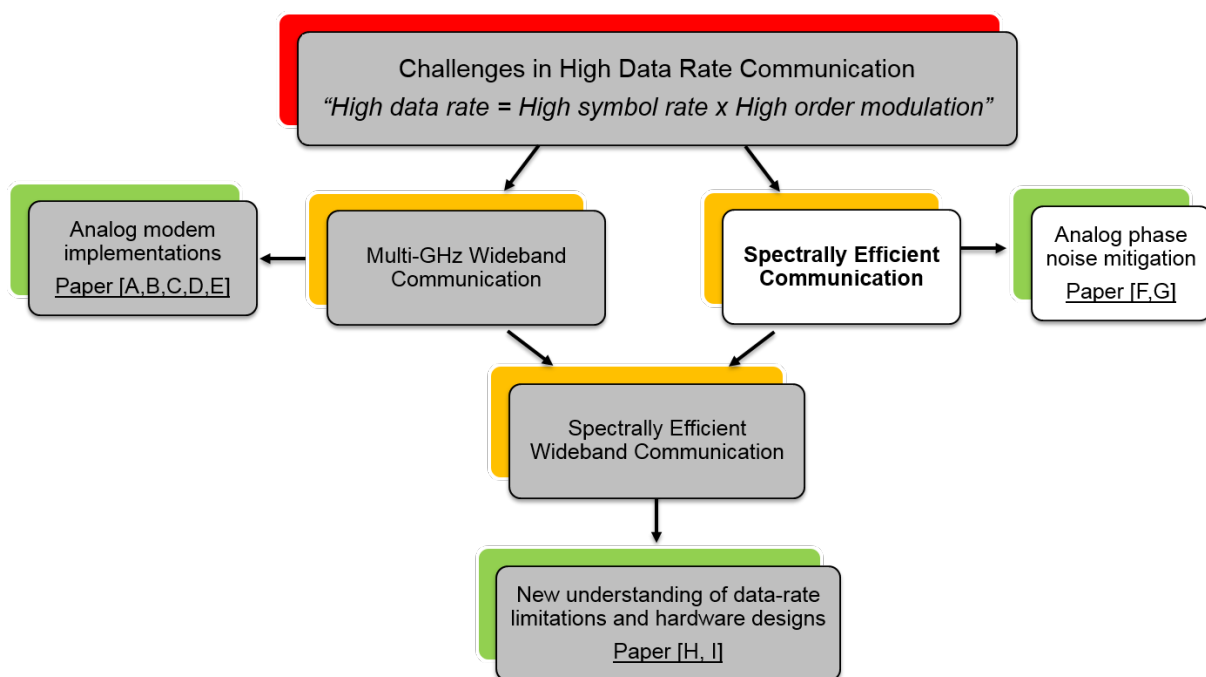 Challenges in High Data Rate Communication
“High data rate = High symbol rate x High order modulation”
Analog modem
implementations
Paper [A,B,C,D,E]
Multi-GHz Wideband
Communication
Spectrally Efficient
Communication
Analog phase
noise mitigation
Paper [F,G]
Spectrally Efficient
Wideband Communication
New understanding of data-rate
limitations and hardware designs
Paper [H, I]